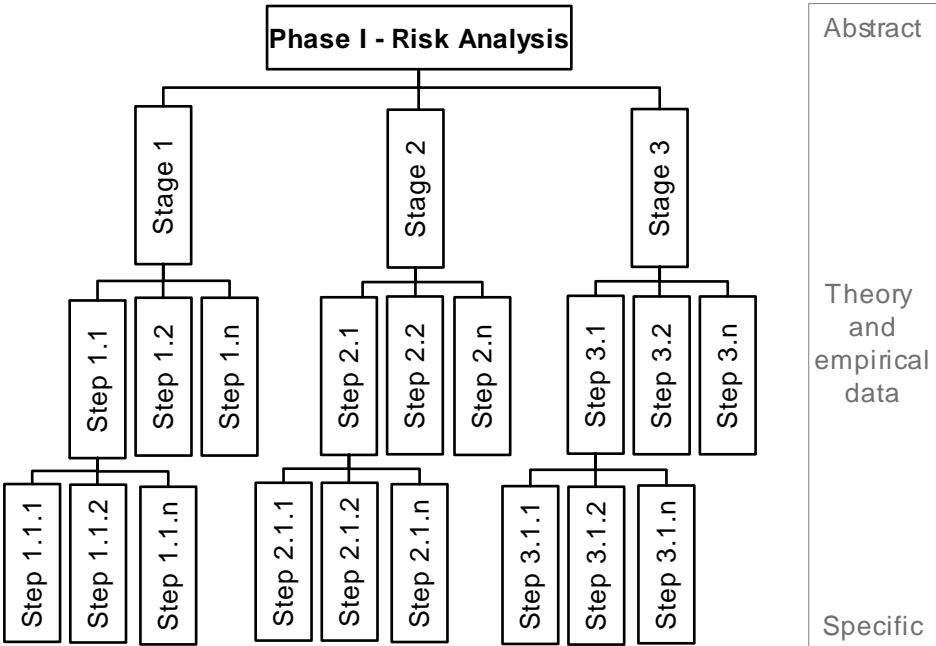 Phase I - Risk Analysis
Stage 1
Stage 2
Stage 3
Step 1.1
Step 1.2
Step 1.n
Step 2.1
Step 2.2
Step 2.n
Step 3.1
Step 3.2
Step 3.n
Step 1.1.1
Step 1.1.2
Step 1.1.n
Step 2.1.1
Step 2.1.2
Step 2.1.n
Step 3.1.1
Step 3.1.2
Step 3.1.n
Abstract
Theory
and
empirical
data
Specific